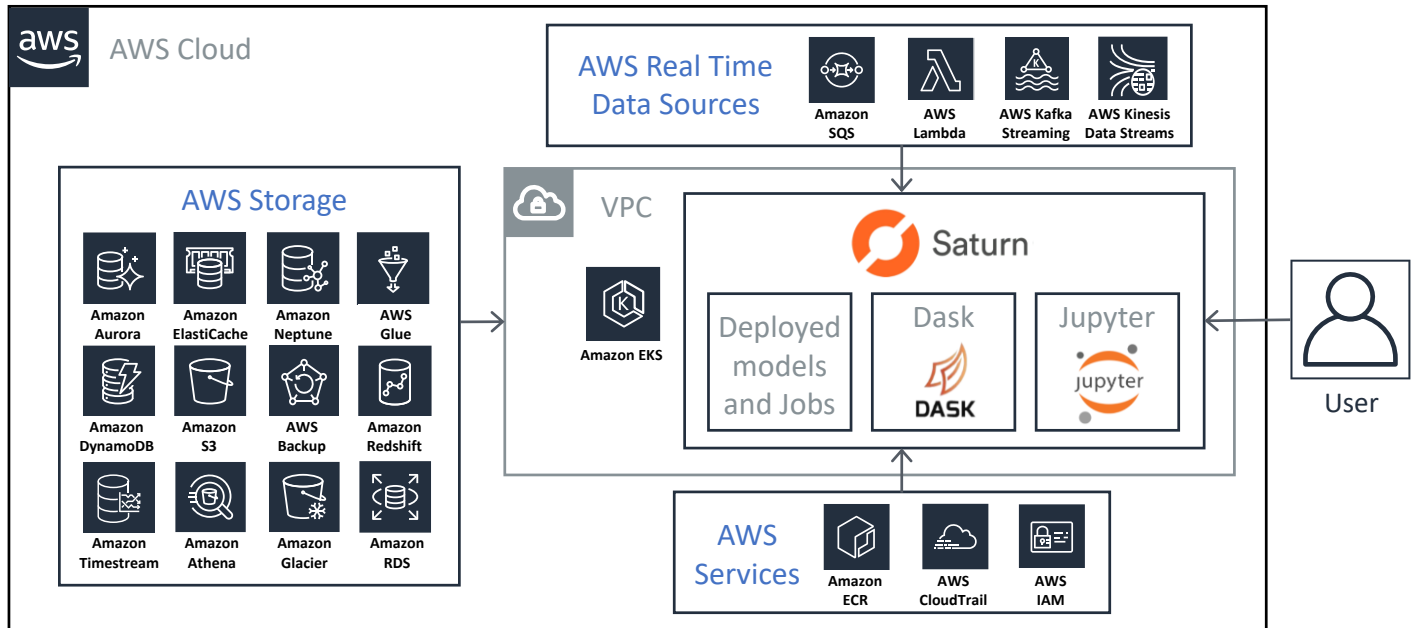 aws
AWS Cloud
AWS Real Time
Data Sources
Amazon
SQS
AWS
Lambda
K
AWS Kafka
Streaming
AWS Kinesis
Data Streams
AWS Storage
Amazon
Aurora
Amazon
ElastiCache
Amazon
Neptune
AWS
Glue
Amazon
DynamoDB
Amazon
S3
AWS
Backup
Amazon
Redshift
Amazon
Timestream
Amazon
Athena
Amazon
Glacier
Amazon
RDS
VPC
K
Amazon EKS
Saturn
Deployed
models
and Jobs
Dask
DASK
Jupyter
jupyter
User
AWS
Services
Amazon
ECR
AWS
CloudTrail
AWS
IAM